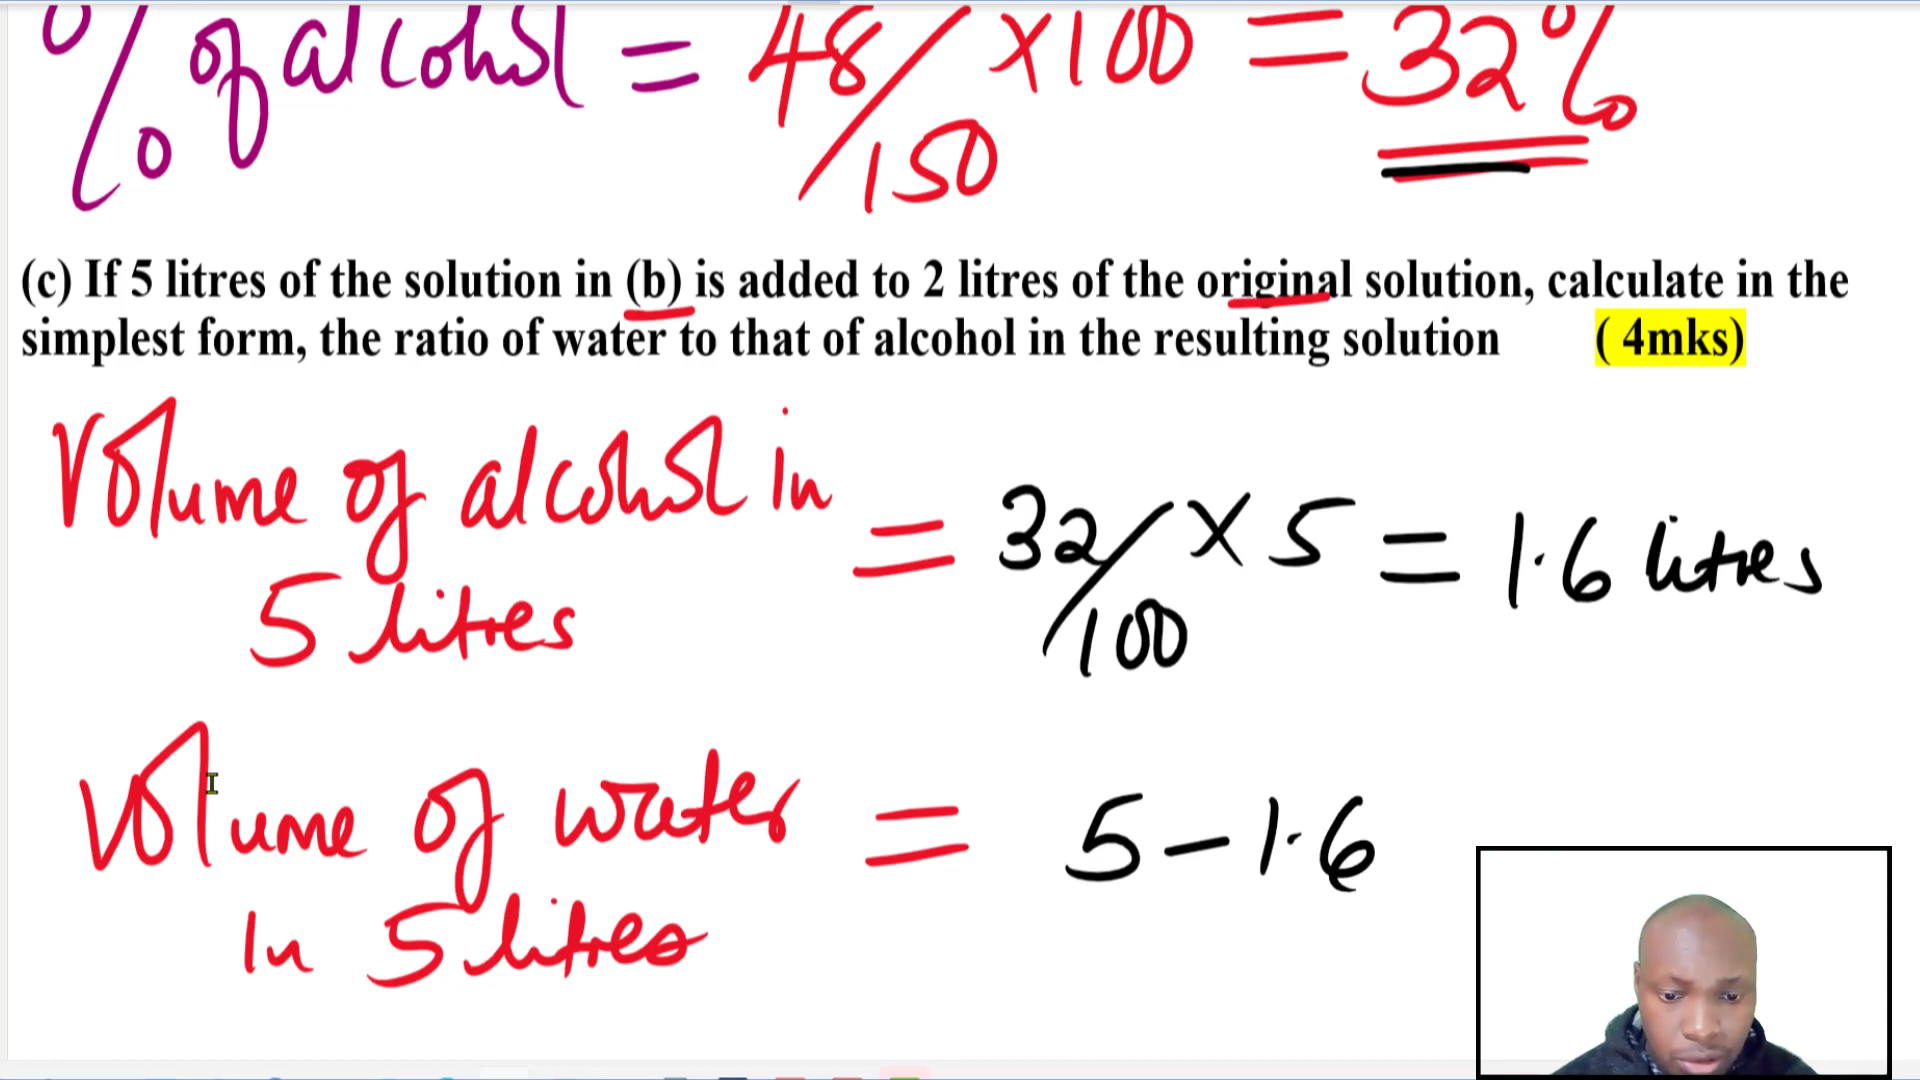 % of alcohol = 48/150 ×100 = 32%
(c) If 5 litres of the solution in (b) is added to 2 litres of the original solution, calculate in the
simplest form, the ratio of water to that of alcohol in the resulting solution ( 4mks)
Volume of alcohol in
5 litres = 32/100 × 5 = 1.6 litres
Volume of water = 5 - 1.6
In 5 litres